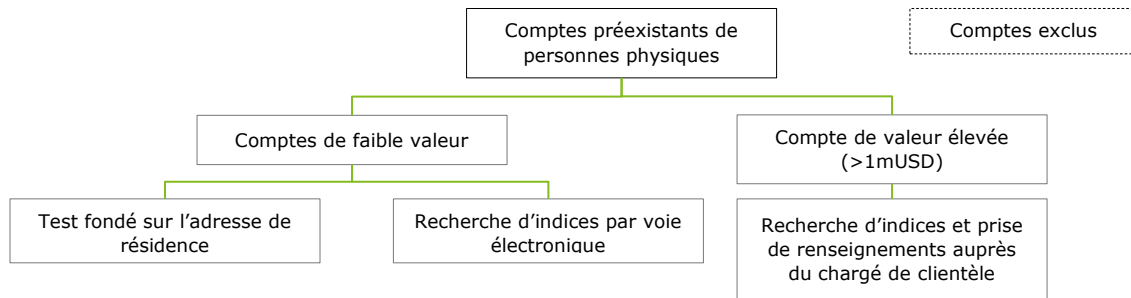 Comptes préexistants de
personnes physiques
Comptes exclus
Comptes de faible valeur
Compte de valeur élevée
(>1mUSD)
Test fondé sur l’adresse de
résidence
Recherche d’indices par voie
électronique
Recherche d’indices et prise
de renseignements auprès
du chargé de clientèle